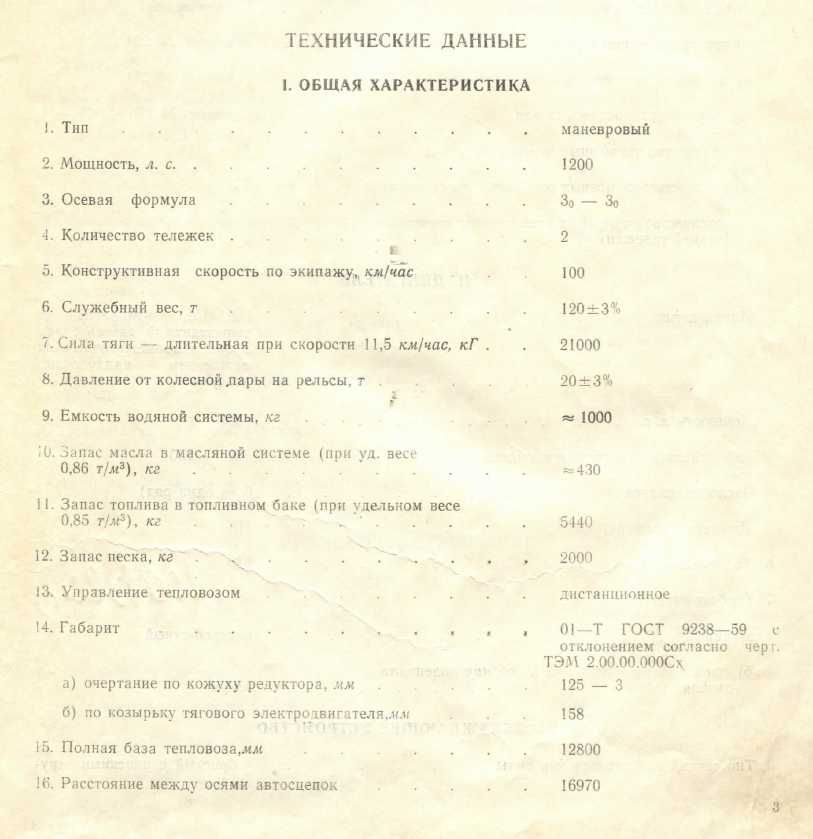 ТЕХНИЧЕСКИЕ ДАННЫЕ
I. ОБЩАЯ ХАРАКТЕРИСТИКА
1. Тип . . . . . . . . . . маневровый
2. Мощность, л. с. . . . . . . . . 1200
3. Осевая формула . . . . . . . 3₀ — 3₀
4. Количество тележек . . . . . . . 2
5. Конструктивная скорость по экипажу, км/час . . 100
6. Служебный вес, т . . . . . . . 120±3%
7. Сила тяги — длительная при скорости 11,5 км/час, кГ . . 21000
8. Давление от колесной пары на рельсы, т . . . . 20±3%
9. Емкость водяной системы, кг . . . . . . ≈ 1000
10. Запас масла в масляной системе (при уд. весе
0,86 т/м³), кг . . . . . . . . ≈430
11. Запас топлива в топливном баке (при удельном весе
0,85 т/м³), кг . . . . . . . . 5440
12. Запас песка, кг . . . . . . . . 2000
13. Управление тепловозом . . . . . . дистанционное
14. Габарит . . . . . . . . 01—Т ГОСТ 9238—59 с
отклонением согласно черт.
ТЭМ 2.00.00.000Сх
а) очертание по кожуху редуктора, мм . . . . 125 — 3
б) по козырьку тягового электродвигателя,мм . . . 158
15. Полная база тепловоза,мм . . . . . . 12800
16. Расстояние между осями автосцепок . . . . 16970
3